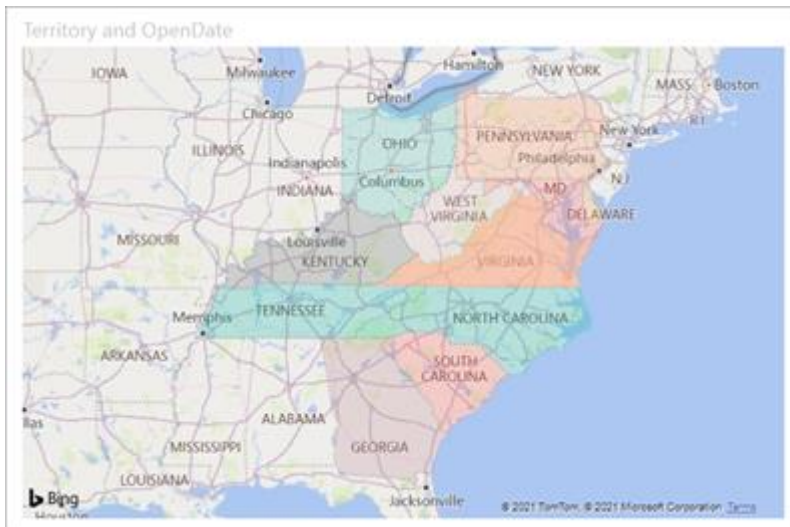 Territory and OpenDate
IOWA
Milwaukee
Hamilton
NEW YORK
MASS
Boston
Detroit
Chicago
R I
ILLINOIS
OHIO
PENNSYLVANIA
New York
Indianapolis
Philadelphia
INDIANA
Columbus
MD
N J
WEST
VIRGINIA
DELAWARE
MISSOURI
Louisville
KENTUCKY
VIRGINIA
Memphis
TENNESSEE
NORTH CAROLINA
ARKANSAS
SOUTH
CAROLINA
ALABAMA
MISSISSIPPI
GEORGIA
LOUISIANA
Bing
Jacksonville
© 2021 TomTom, © 2021 Microsoft Corporation Terms